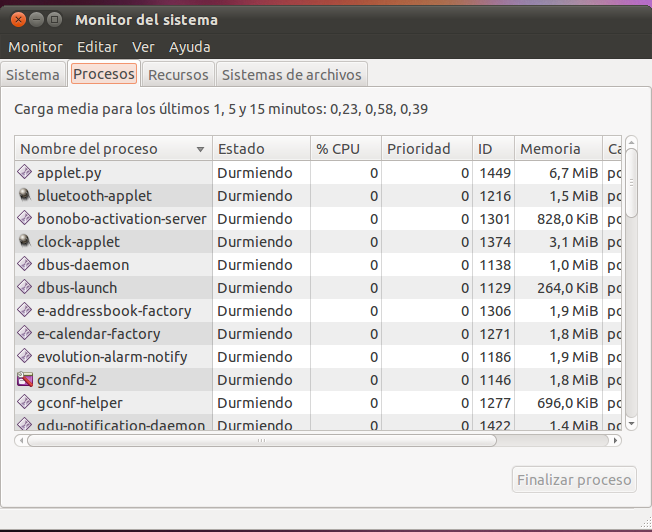 Monitor del sistema
Monitor Editar Ver Ayuda
Sistema Procesos Recursos Sistemas de archivos
Carga media para los últimos 1, 5 y 15 minutos: 0,23, 0,58, 0,39
Nombre del proceso Estado % CPU Prioridad ID Memoria Ca
applet.py Durmiendo 0 0 1449 6,7 MiB po
bluetooth-applet Durmiendo 0 0 1216 1,5 MiB po
bonobo-activation-server Durmiendo 0 0 1301 828,0 KiB po
clock-applet Durmiendo 0 0 1374 3,1 MiB po
dbus-daemon Durmiendo 0 0 1138 1,0 MiB po
dbus-launch Durmiendo 0 0 1129 264,0 KiB po
e-addressbook-factory Durmiendo 0 0 1306 1,9 MiB po
e-calendar-factory Durmiendo 0 0 1271 1,8 MiB po
evolution-alarm-notify Durmiendo 0 0 1186 1,9 MiB po
gconfd-2 Durmiendo 0 0 1146 1,8 MiB po
gconf-helper Durmiendo 0 0 1277 696,0 KiB po
gdu-notification-daemon Durmiendo 0 0 1422 1,4 MiB po
Finalizar proceso